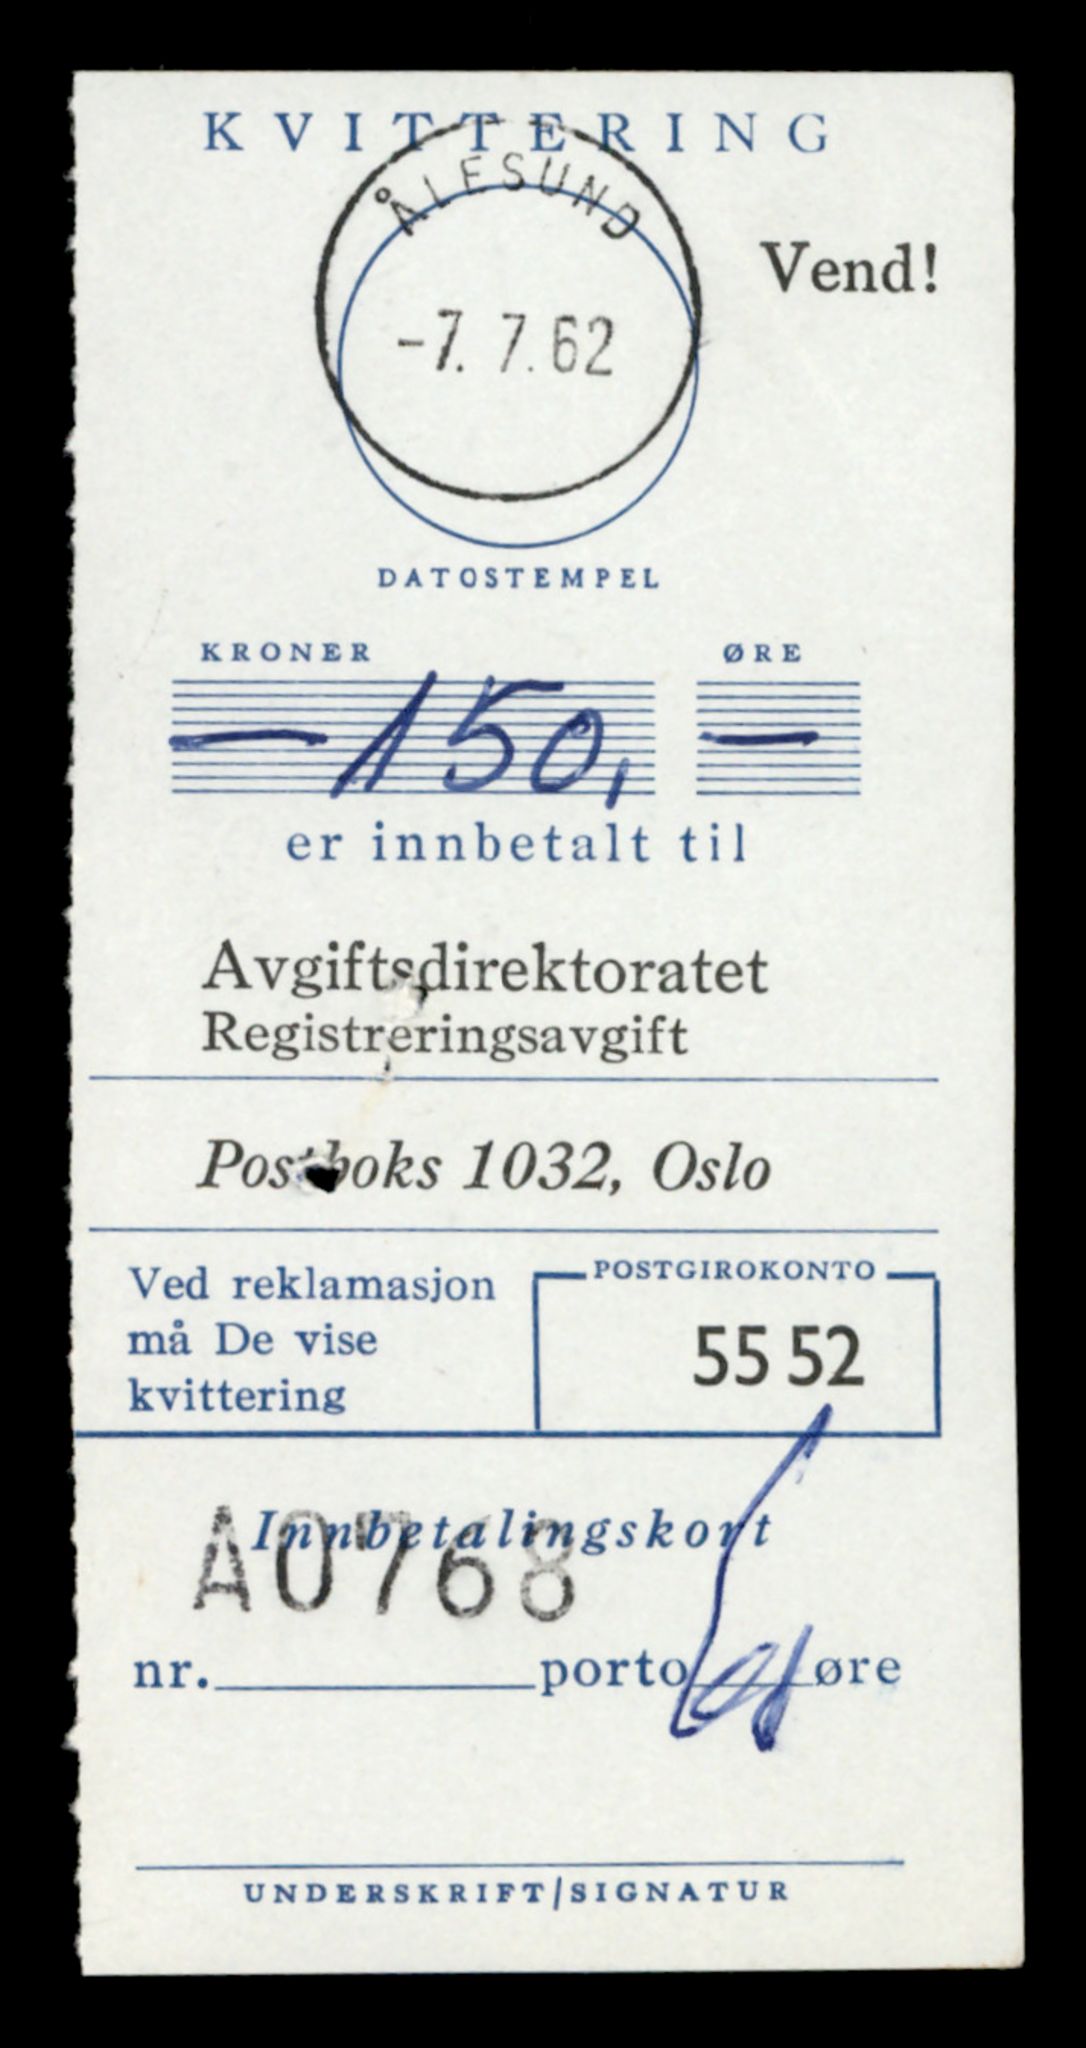 KVITTERING
ÅLESUND
Vend!
-7. 7. 62
DATOSTEMPEL
KRONER ØRE
— 150, —
er innbetalt til
Avgiftsdirektoratet
Registreringsavgift
Postboks 1032, Oslo
Ved reklamasjon
må De vise
kvittering
POSTGIROKONTO
55 52
Innbetalingskort
A0768
nr. porto øre
UNDERSKRIFT/SIGNATUR